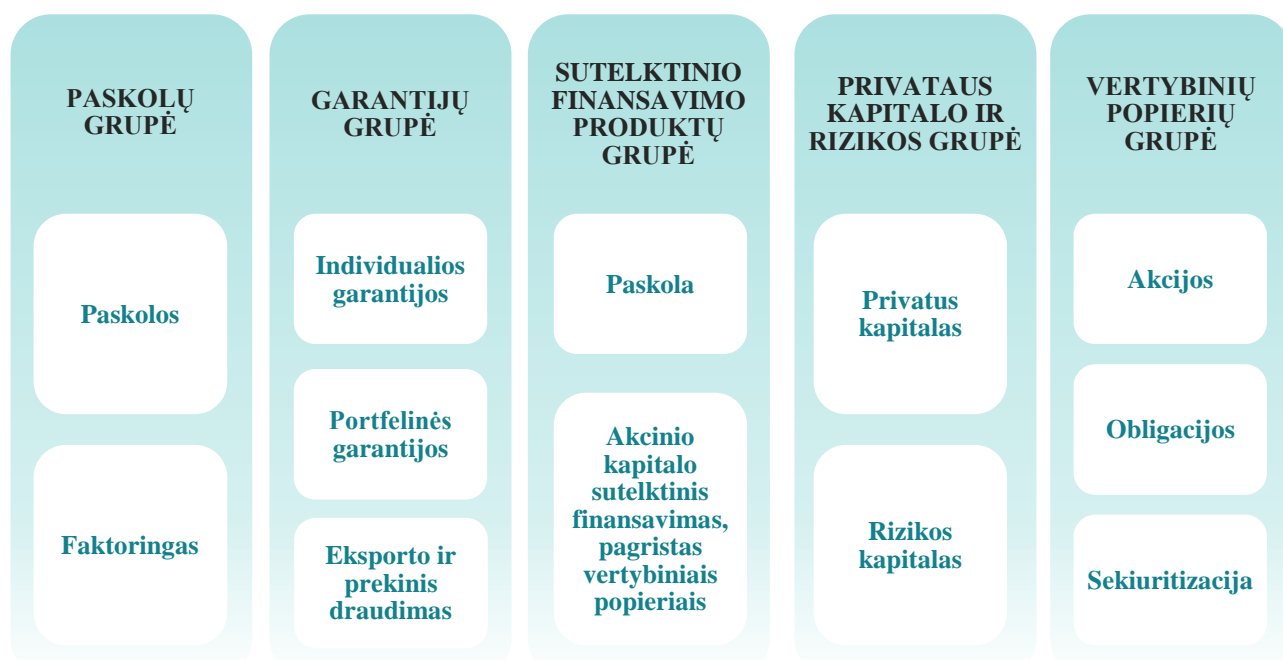 PASKOLŲ
GRUPĖ
Paskolos
Faktoringas
GARANTIJŲ
GRUPĖ
Individualios
garantijos
Portfelinės
garantijos
Eksporto ir
prekinis
draudimas
SUTELKTINIO
FINANSAVIMO
PRODUKTŲ
GRUPĖ
Paskola
Akcinio
kapitalo
sutelktinis
finansavimas,
pagristas
vertybiniais
popieriais
PRIVATAUS
KAPITALO IR
RIZIKOS GRUPĖ
Privatus
kapitalas
Rizikos
kapitalas
VERTYBINIŲ
POPIERIŲ
GRUPĖ
Akcijos
Obligacijos
Sekiuritizacija